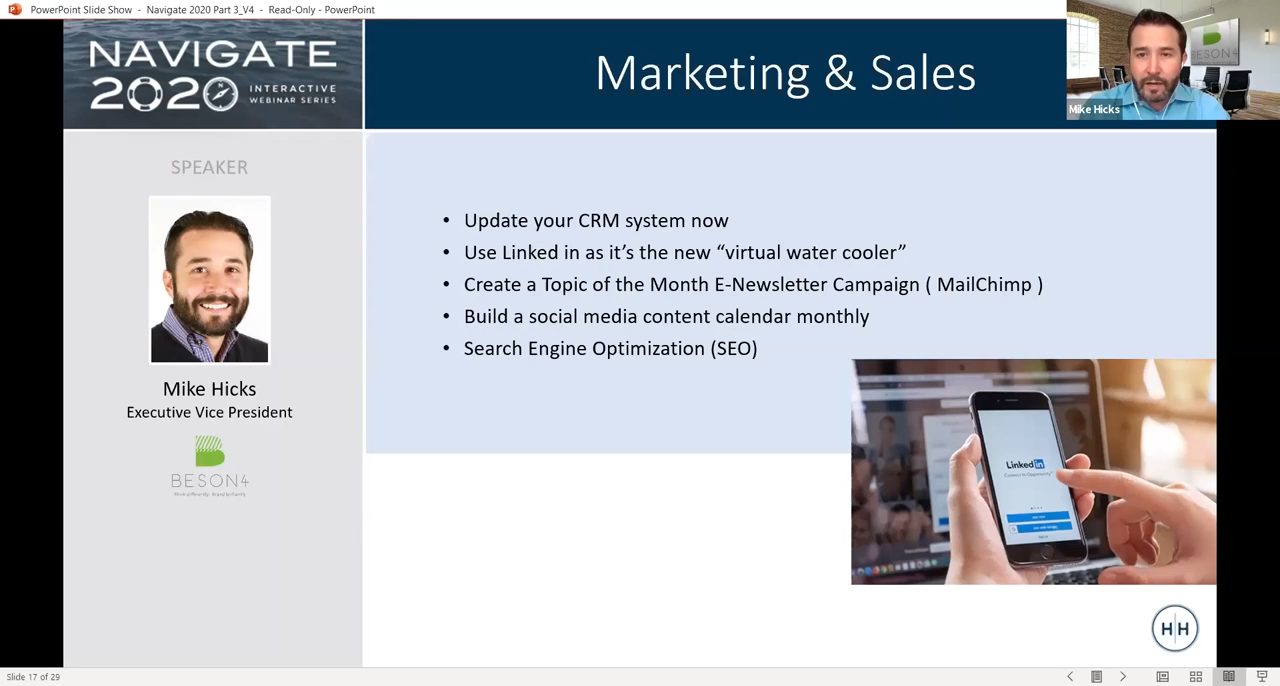 PowerPoint Slide Show - Navigate 2020 Part 3_V4 - Read-Only - PowerPoint
NAVIGATE
2020 INTERACTIVE
WEBINAR SERIES
Marketing & Sales
BESON4
Mike Hicks
SPEAKER
Mike Hicks
Executive Vice President
BESON4
• Update your CRM system now
• Use Linked in as it’s the new “virtual water cooler”
• Create a Topic of the Month E-Newsletter Campaign ( MailChimp )
• Build a social media content calendar monthly
• Search Engine Optimization (SEO)
Linked in
H|H
Slide 17 of 29